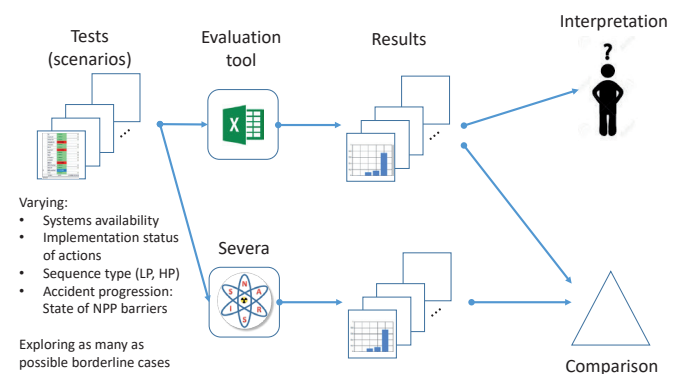 Tests
(scenarios)
Evaluation
tool
Results
Interpretation
?
X
Varying:
• Systems availability
• Implementation status
of actions
• Sequence type (LP, HP)
• Accident progression:
State of NPP barriers
Exploring as many as
possible borderline cases
Severa
N
A
R
S
I
S
...
...
...
Comparison